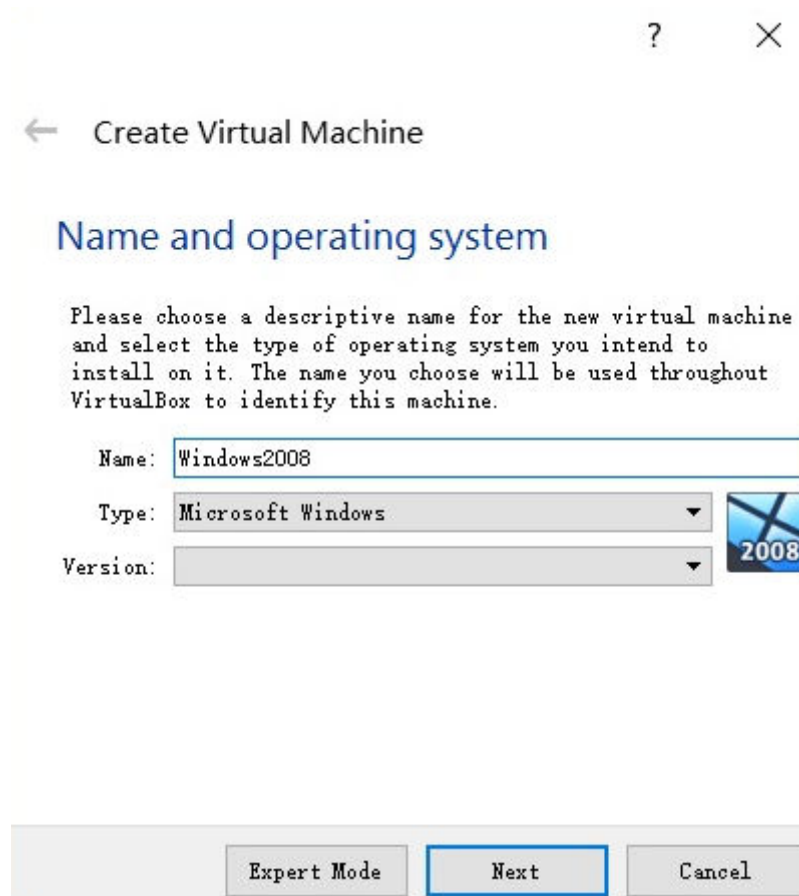 ?
Create Virtual Machine
Name and operating system
Please choose a descriptive name for the new virtual machine
and select the type of operating system you intend to
install on it. The name you choose will be used throughout
VirtualBox to identify this machine.
Name: Windows2008
Type: Microsoft Windows
2008
Version:
Expert Mode Next Cancel